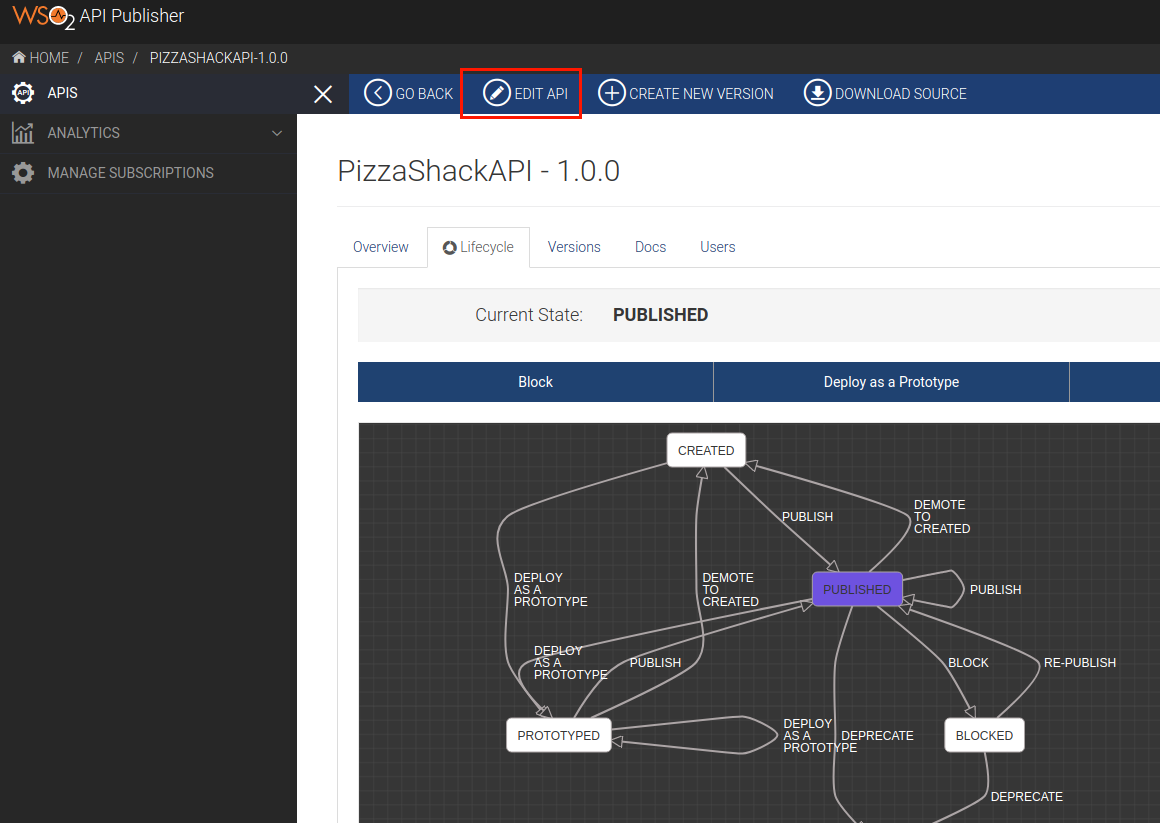 WSO2 API Publisher
HOME / APIS / PIZZASHACKAPI-1.0.0
API APIS
GO BACK EDIT API CREATE NEW VERSION DOWNLOAD SOURCE
ANALYTICS
MANAGE SUBSCRIPTIONS
PizzaShackAPI - 1.0.0
Overview Lifecycle Versions Docs Users
Current State: PUBLISHED
Block Deploy as a Prototype
CREATED
PUBLISH
DEMOTE
TO
CREATED
DEPLOY
AS A
PROTOTYPE
DEMOTE
TO
CREATED
PUBLISHED
PUBLISH
DEPLOY
AS A
PROTOTYPE
PUBLISH
BLOCK
RE-PUBLISH
PROTOTYPED
DEPLOY
AS A
PROTOTYPE
DEPRECATE
BLOCKED
DEPRECATE